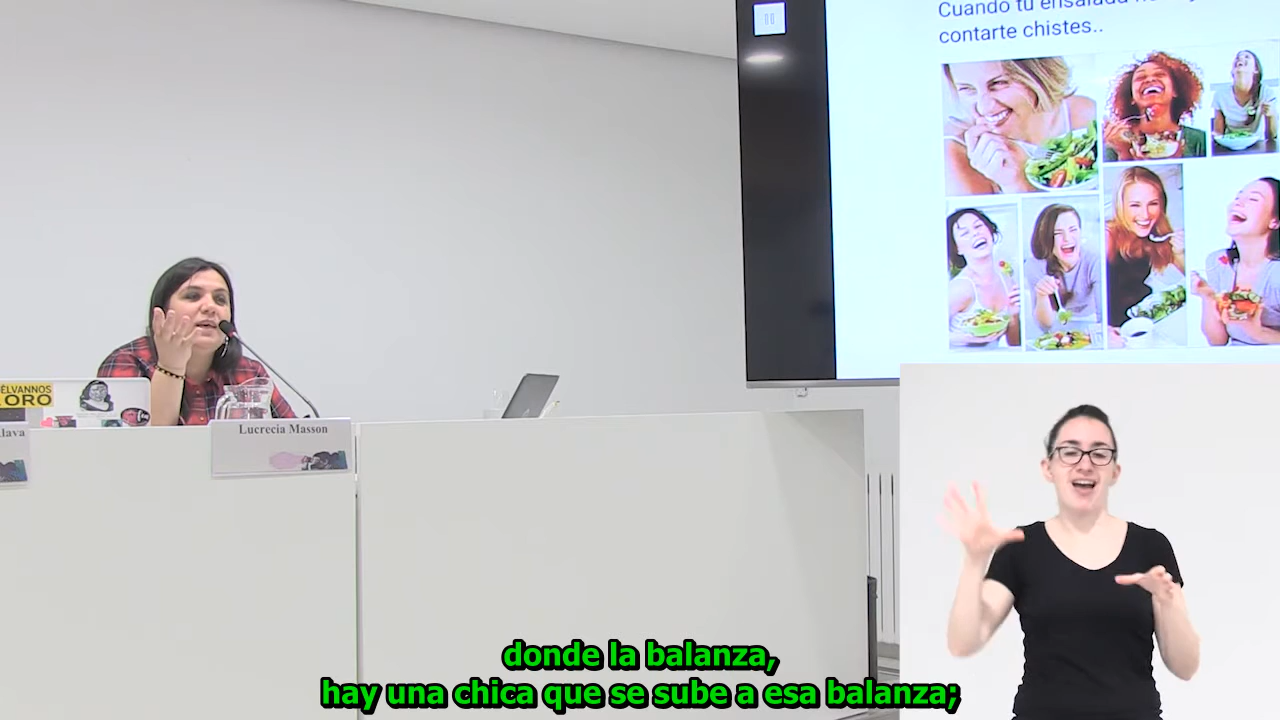 Cuando tu ensalada
contarte chistes..
ORO
Lucrecia Masson
donde la balanza,
hay una chica que se sube a esa balanza;